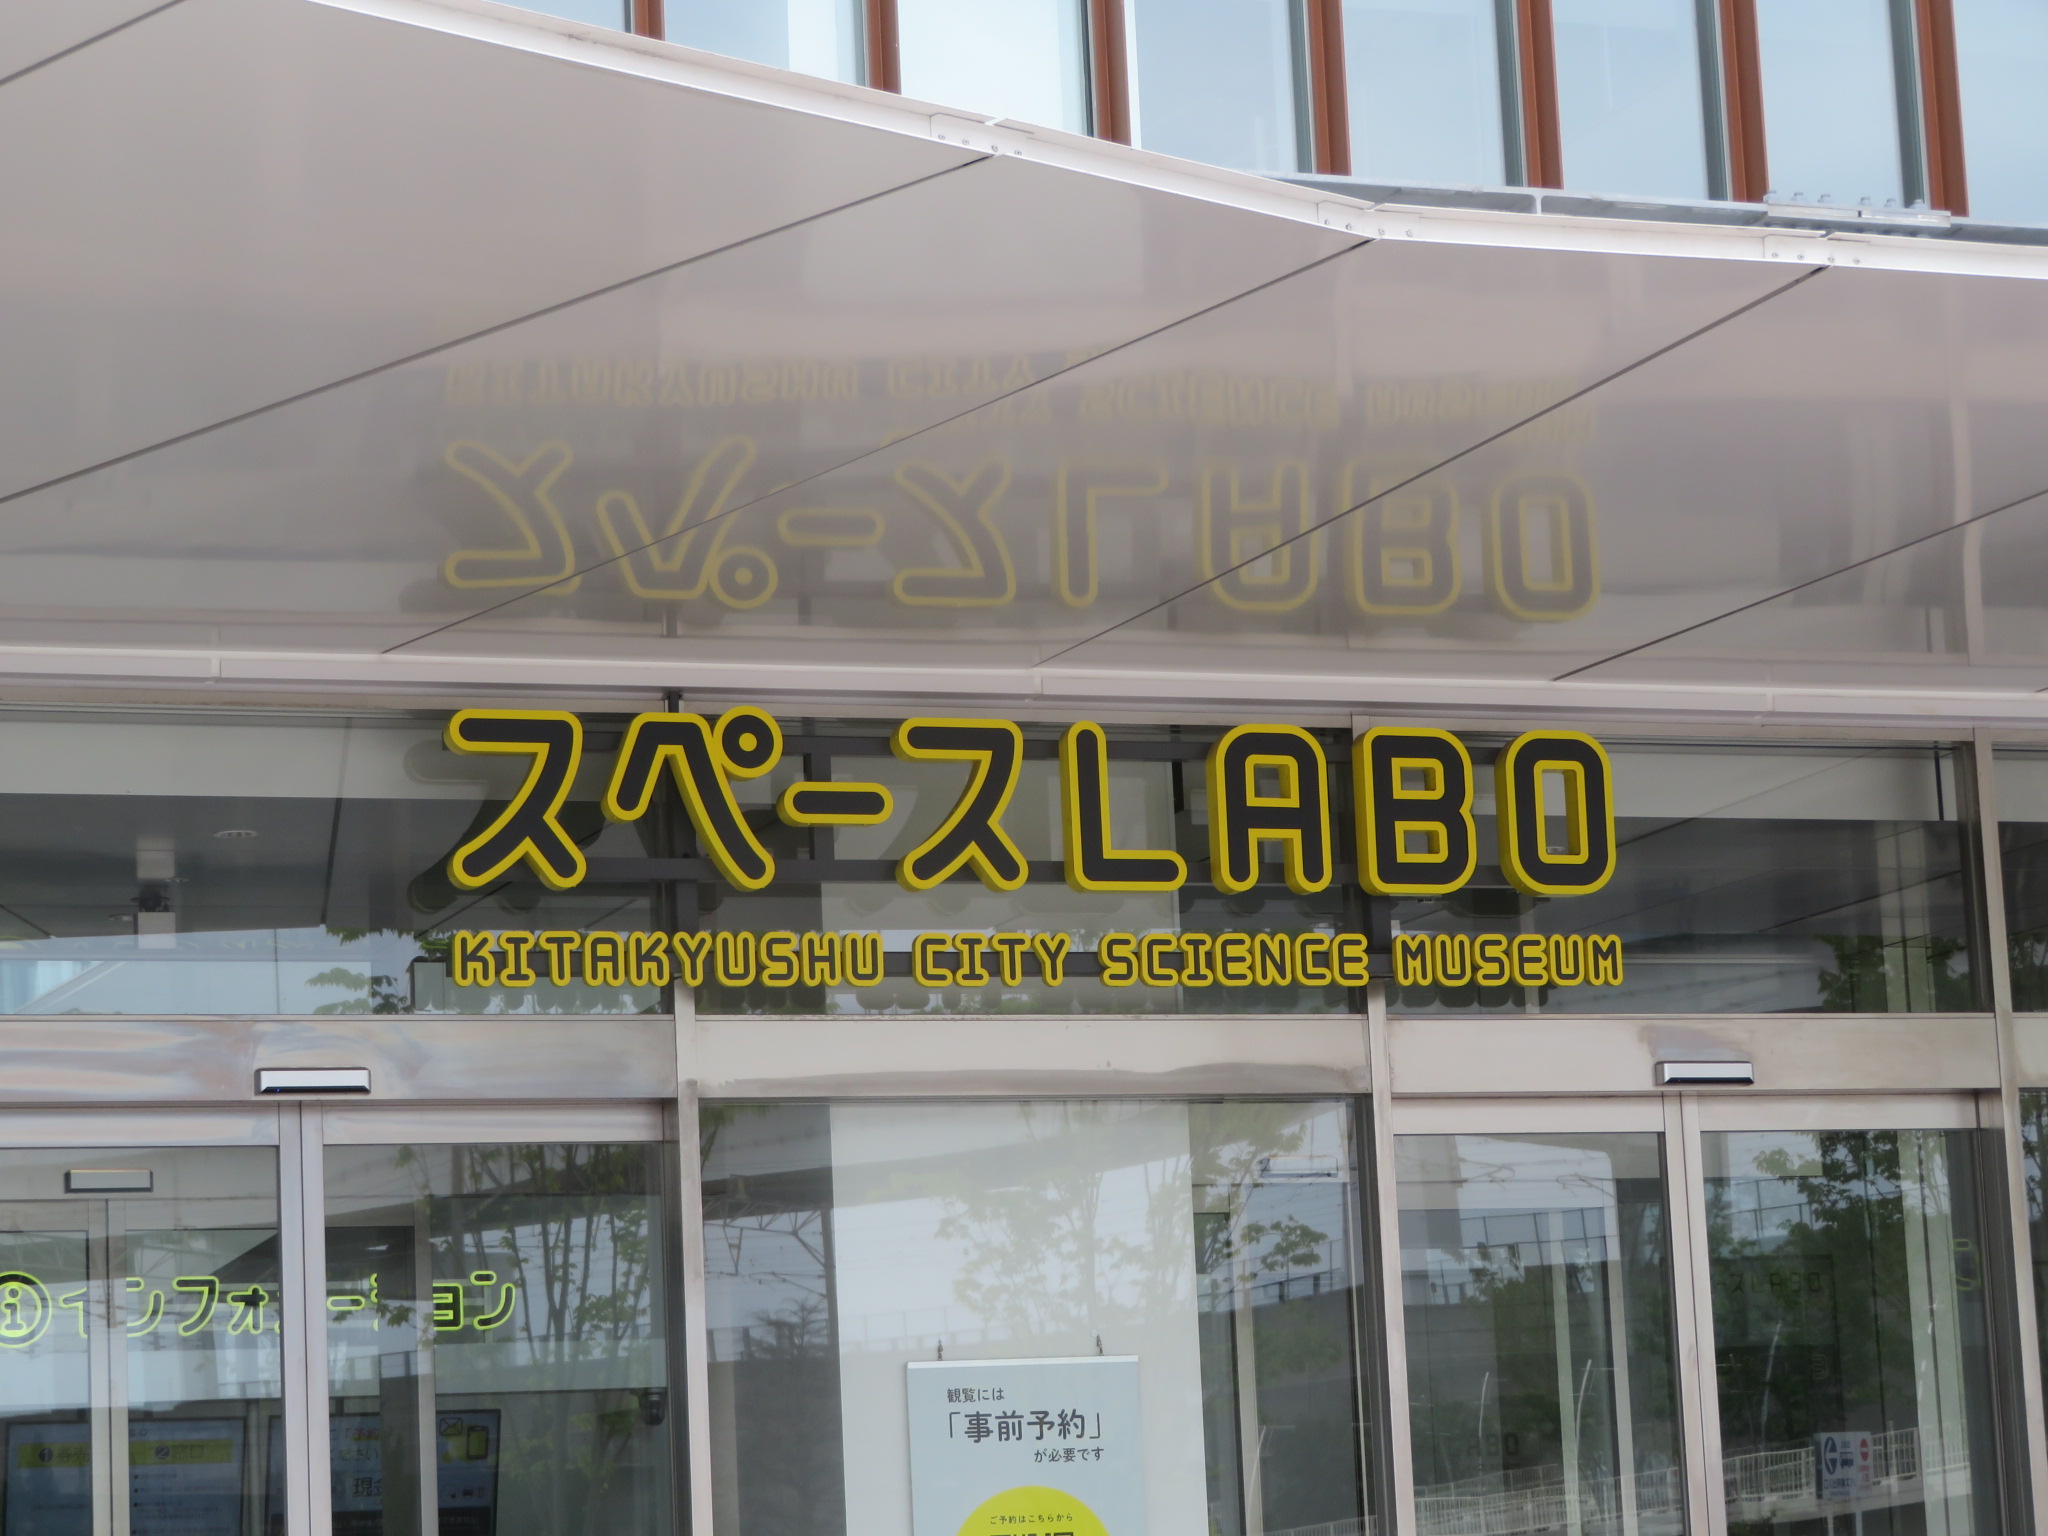 スペースLABO
KITAKYUSHU CITY SCIENCE MUSEUM
インフォメーション
観覧には
「事前予約」
が必要です
ご予約はこちらから